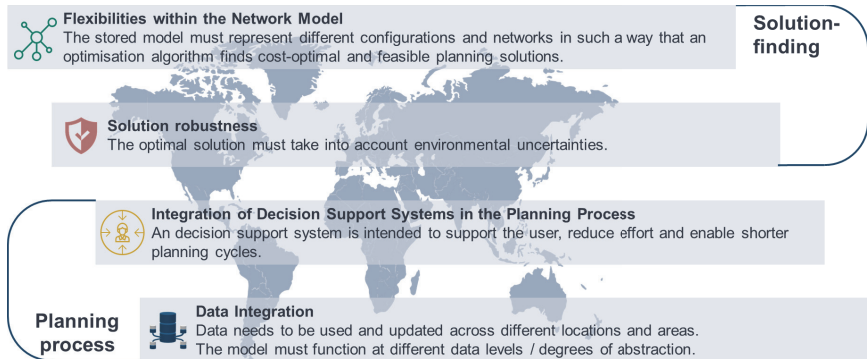 Flexibilities within the Network Model
The stored model must represent different configurations and networks in such a way that an
optimisation algorithm finds cost-optimal and feasible planning solutions.
Solution-
finding
Solution robustness
The optimal solution must take into account environmental uncertainties.
Integration of Decision Support Systems in the Planning Process
An decision support system is intended to support the user, reduce effort and enable shorter
planning cycles.
Planning
process
Data Integration
Data needs to be used and updated across different locations and areas.
The model must function at different data levels / degrees of abstraction.